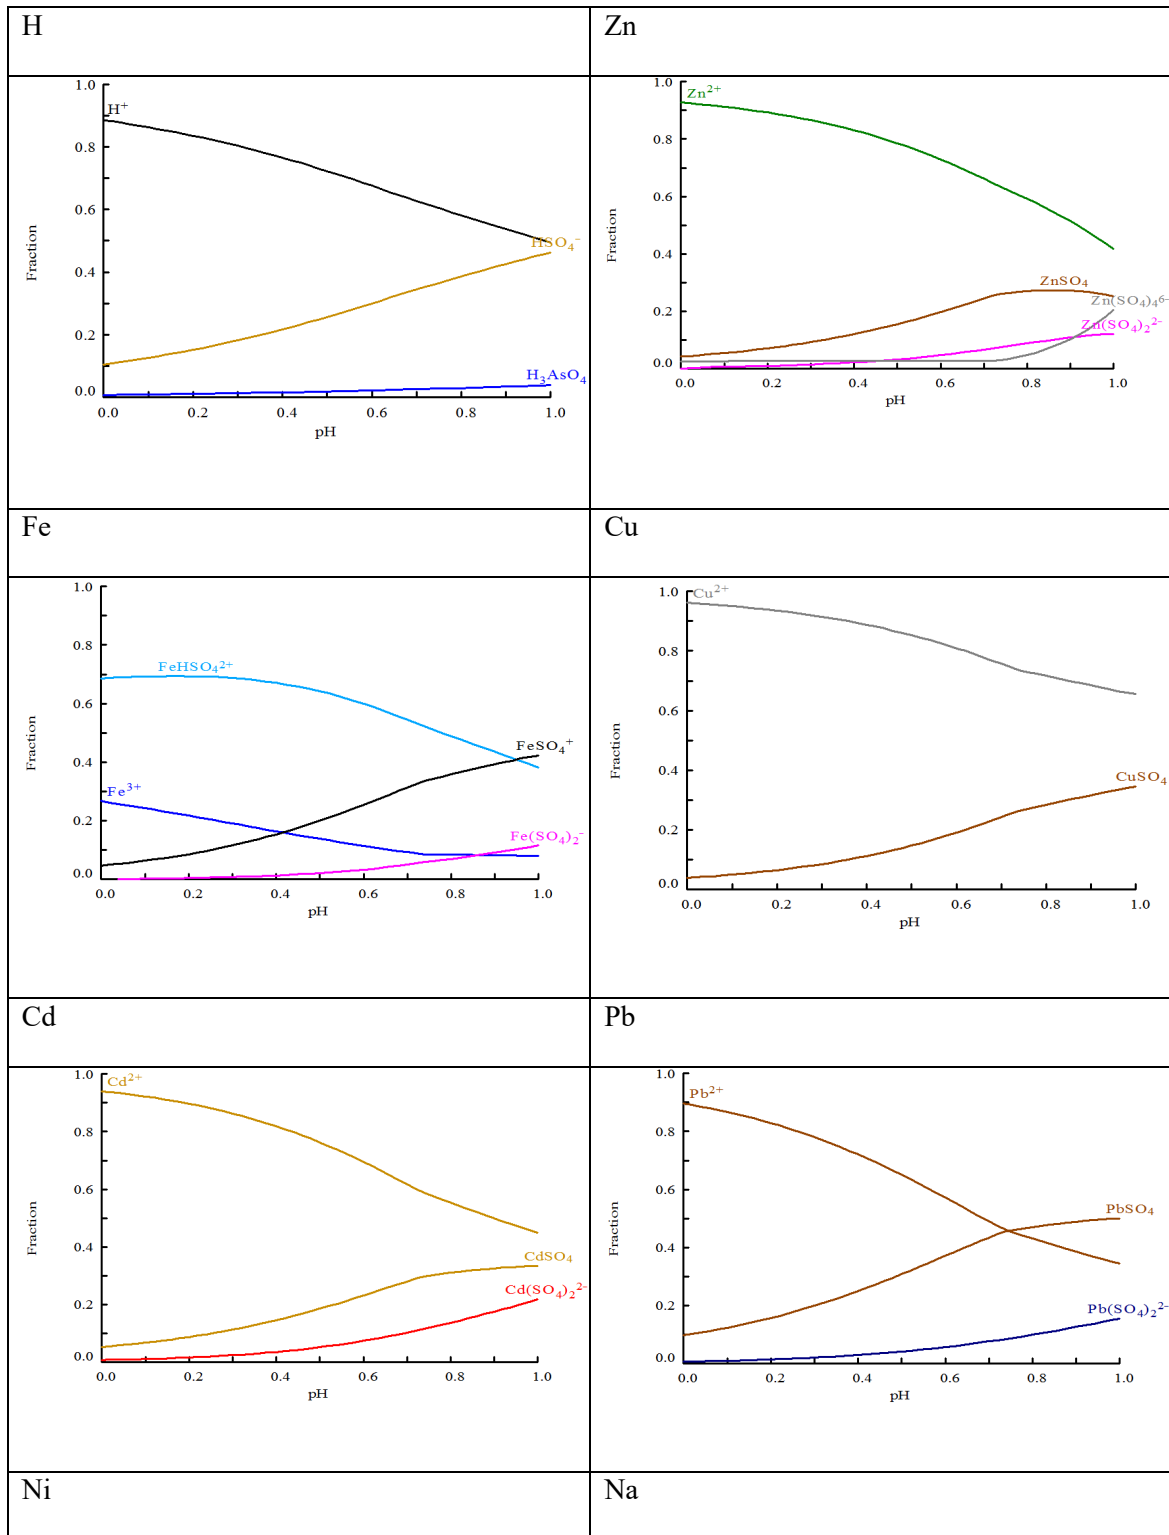 H
Zn
1.0
0.8
0.6
0.4
0.2
0.0
Fraction
H⁺
HSO₄⁻
H₃AsO₄
0.0 0.2 0.4 0.6 0.8 1.0
pH
1.0
0.8
0.6
0.4
0.2
0.0
Fraction
Zn²⁺
ZnSO₄
Zn(SO₄)₄⁶⁻
Zn(SO₄)₂²⁻
0.0 0.2 0.4 0.6 0.8 1.0
pH
Fe
Cu
1.0
0.8
0.6
0.4
0.2
0.0
Fraction
FeHSO₄²⁺
FeSO₄⁺
Fe³⁺
Fe(SO₄)₂⁻
0.0 0.2 0.4 0.6 0.8 1.0
pH
1.0
0.8
0.6
0.4
0.2
0.0
Fraction
Cu²⁺
CuSO₄
0.0 0.2 0.4 0.6 0.8 1.0
pH
Cd
Pb
1.0
0.8
0.6
0.4
0.2
0.0
Fraction
Cd²⁺
CdSO₄
Cd(SO₄)₂²⁻
0.0 0.2 0.4 0.6 0.8 1.0
pH
1.0
0.8
0.6
0.4
0.2
0.0
Fraction
Pb²⁺
PbSO₄
Pb(SO₄)₂²⁻
0.0 0.2 0.4 0.6 0.8 1.0
pH
Ni
Na